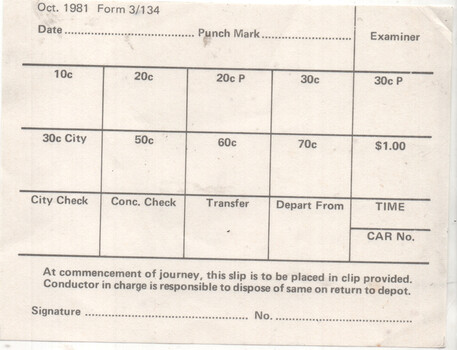 Oct. 1981 Form 3/134
Date.......................................Punch Mark.......................... Examiner
10c 20c 20c P 30c 30c P
30c City 50c 60c 70c $1.00
City Check Conc. Check Transfer Depart From TIME
CAR No.
At commencement of journey, this slip is to be placed in clip provided.
Conductor in charge is responsible to dispose of same on return to depot.
Signature ....................................... No. .......................................